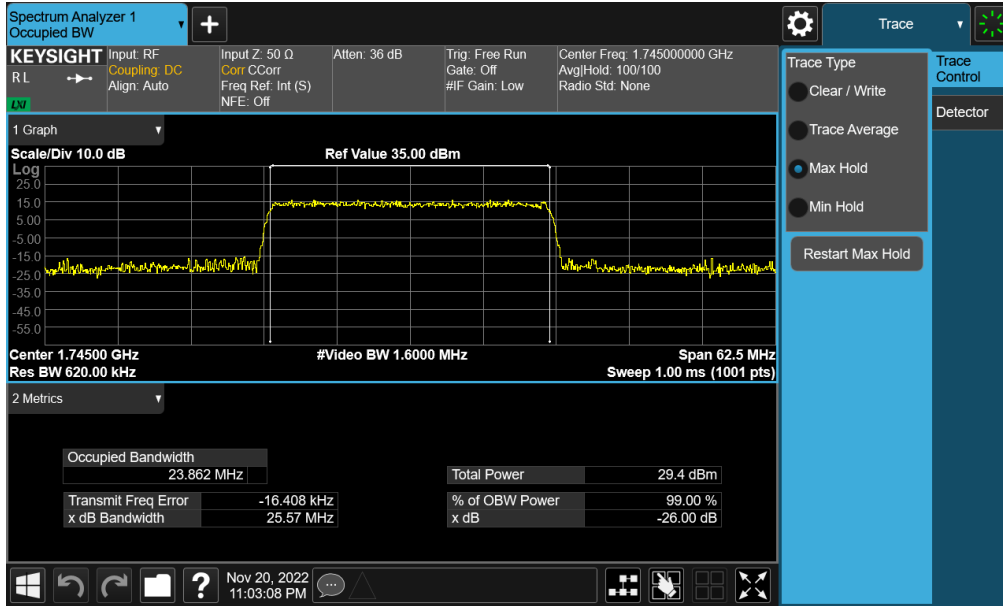 Spectrum Analyzer 1
Occupied BW
Trace
KEYSIGHT
RL
LXI
Input: RF
Coupling: DC
Align: Auto
Input Z: 50 Ω
Corr CCorr
Freq Ref: Int (S)
NFE: Off
Atten: 36 dB
Trig: Free Run
Gate: Off
#IF Gain: Low
Center Freq: 1.745000000 GHz
Avg|Hold: 100/100
Radio Std: None
1 Graph
Scale/Div 10.0 dB
Ref Value 35.00 dBm
Log
25.0
15.0
5.00
-5.00
-15.0
-25.0
-35.0
-45.0
-55.0
Center 1.74500 GHz
#Video BW 1.6000 MHz
Span 62.5 MHz
Res BW 620.00 kHz
Sweep 1.00 ms (1001 pts)
2 Metrics
Occupied Bandwidth
23.862 MHz
Total Power 29.4 dBm
Transmit Freq Error -16.408 kHz
% of OBW Power 99.00 %
x dB Bandwidth 25.57 MHz
x dB -26.00 dB
Nov 20, 2022
11:03:08 PM
Trace Type
Clear / Write
Trace Average
Max Hold
Min Hold
Restart Max Hold
Trace
Control
Detector